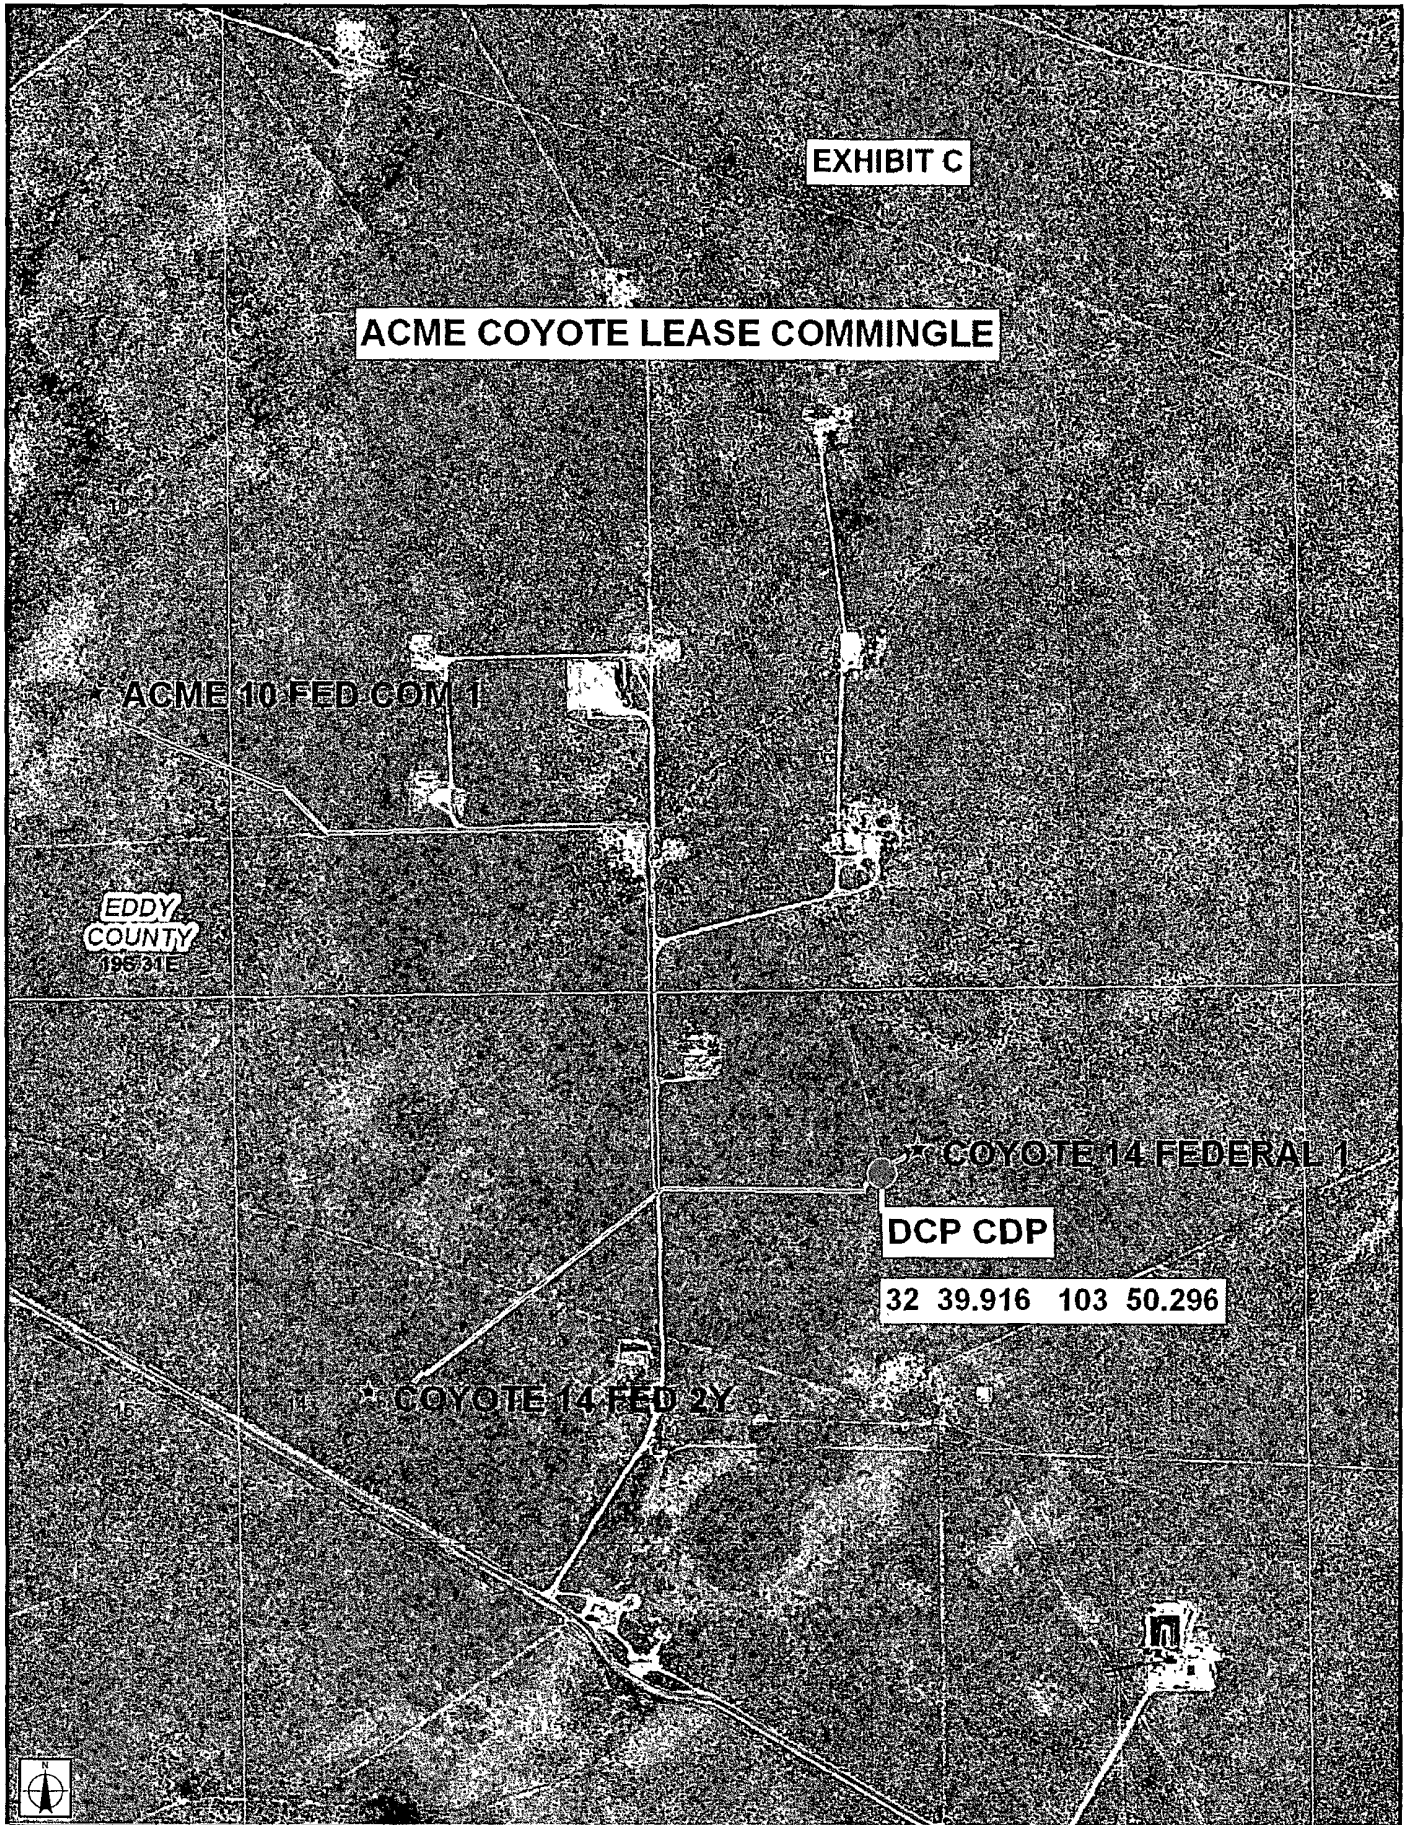 EXHIBIT C
ACME COYOTE LEASE COMMINGLE
ACME 10 FED COM 1
EDDY
COUNTY
19S 31E
COYOTE 14 FEDERAL 1
DCP CDP
32 39.916 103 50.296
COYOTE 14 FED 2Y
N